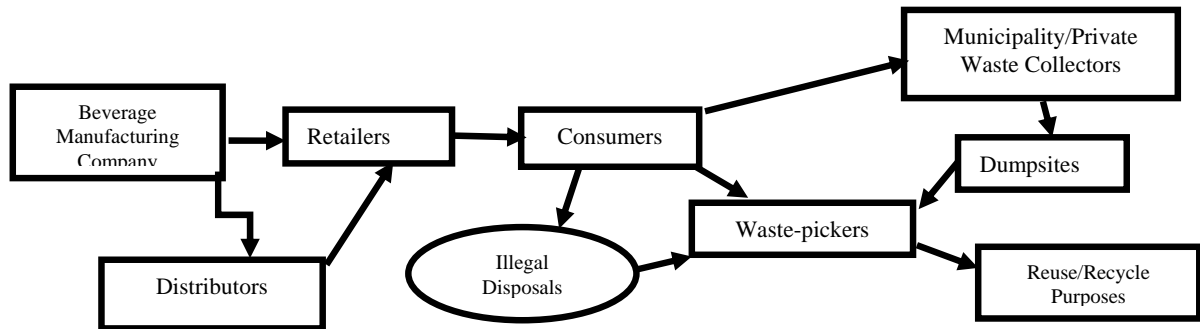 Municipality/Private
Waste Collectors
Beverage
Manufacturing
Company
Retailers
Consumers
Dumpsites
Waste-pickers
Illegal
Disposals
Distributors
Reuse/Recycle
Purposes